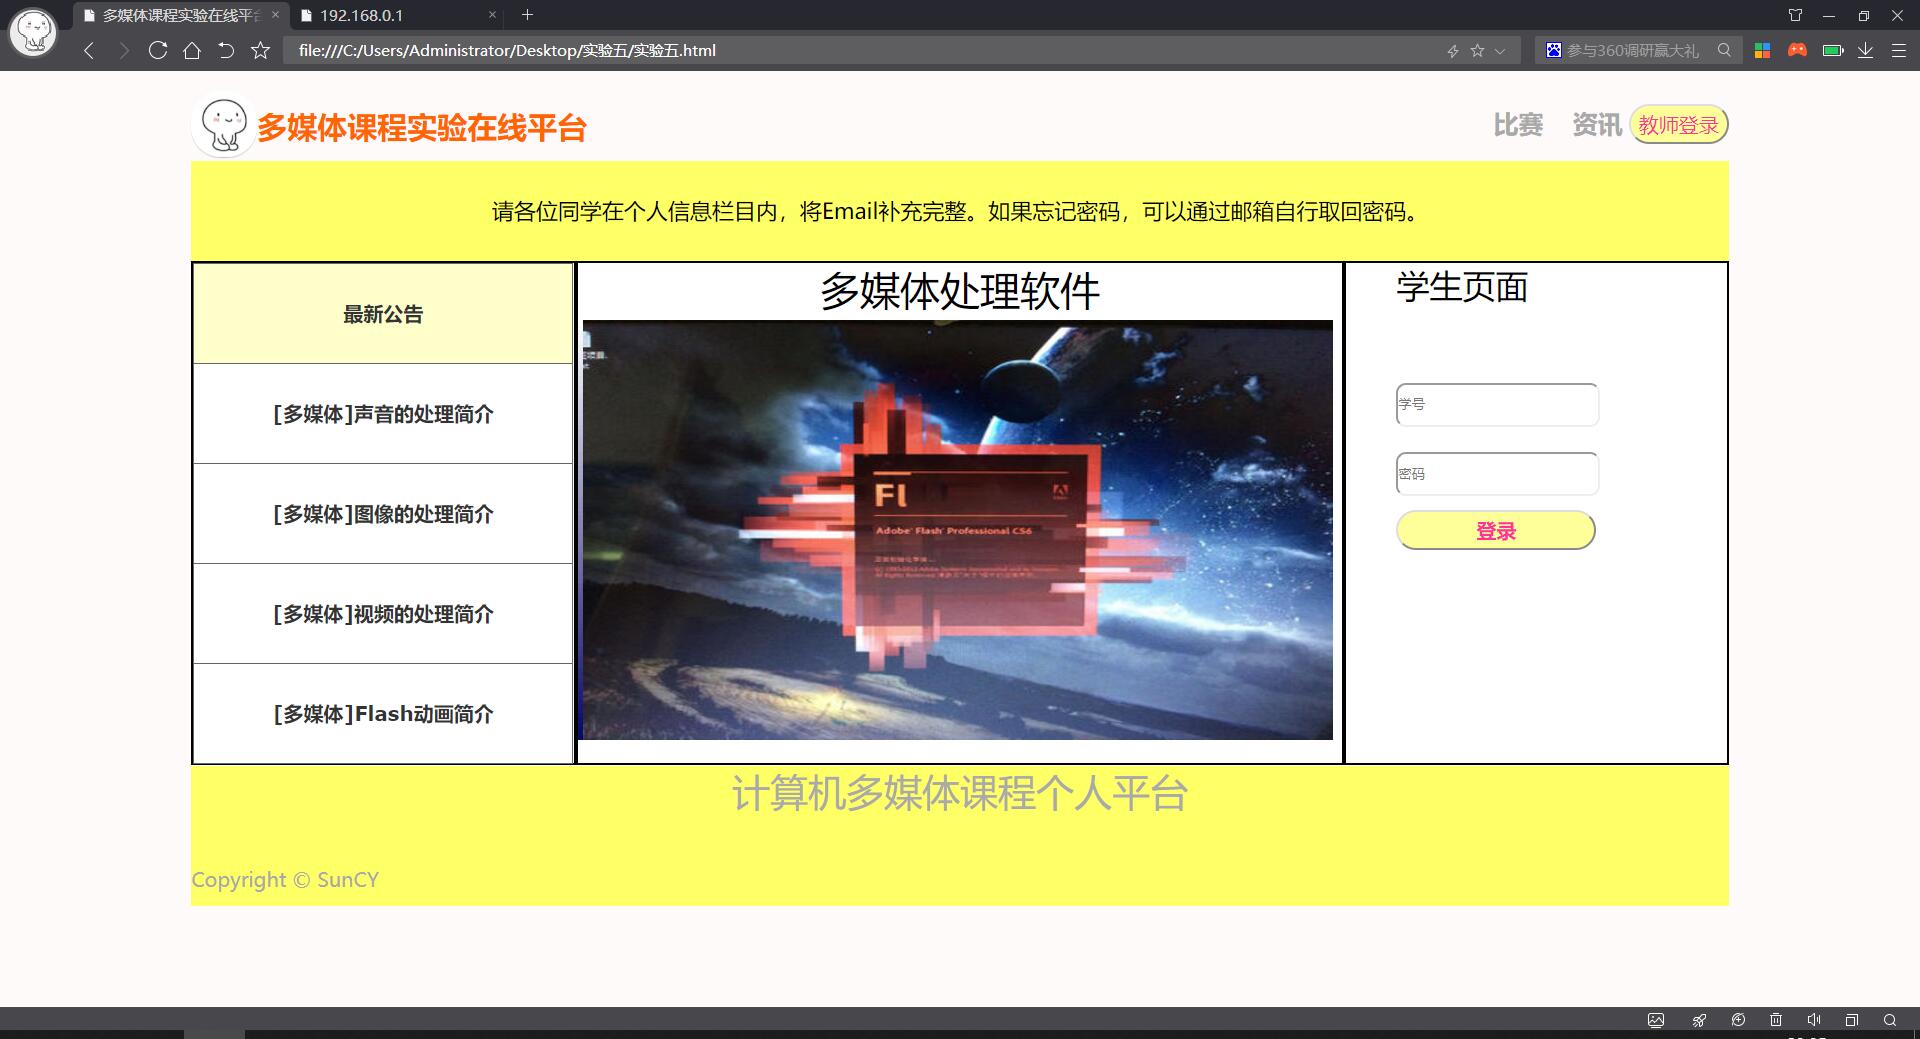 多媒体课程实验在线平台
192.168.0.1
file:///C:/Users/Administrator/Desktop/实验五/实验五.html
参与360调研赢大礼
多媒体课程实验在线平台
比赛 资讯 教师登录
请各位同学在个人信息栏目内，将Email补充完整。如果忘记密码，可以通过邮箱自行取回密码。
最新公告
[多媒体]声音的处理简介
[多媒体]图像的处理简介
[多媒体]视频的处理简介
[多媒体]Flash动画简介
多媒体处理软件
Fl
Adobe Flash Professional CS6
学生页面
学号
密码
登录
计算机多媒体课程个人平台
Copyright © SunCY